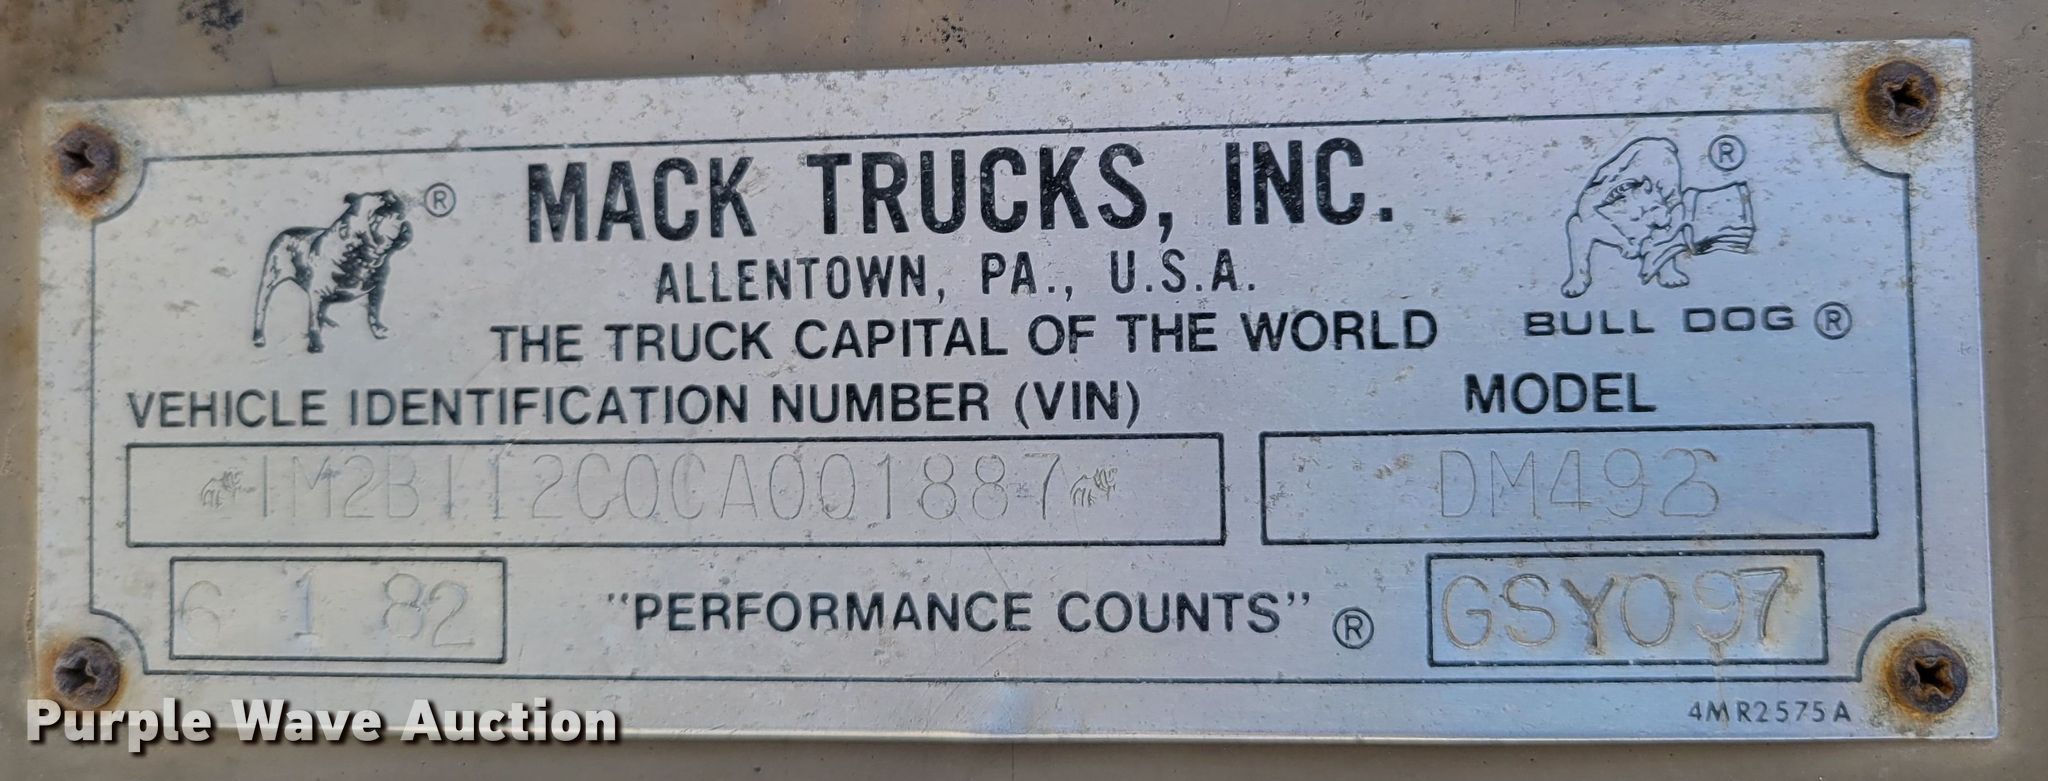 MACK TRUCKS, INC.
ALLENTOWN, PA., U.S.A.
THE TRUCK CAPITAL OF THE WORLD
BULL DOG ®
VEHICLE IDENTIFICATION NUMBER (VIN)
MODEL
1M2B112C0CA001887
DM492S
6 1 82
"PERFORMANCE COUNTS" ®
GSY097
4MR2575A
Purple Wave Auction